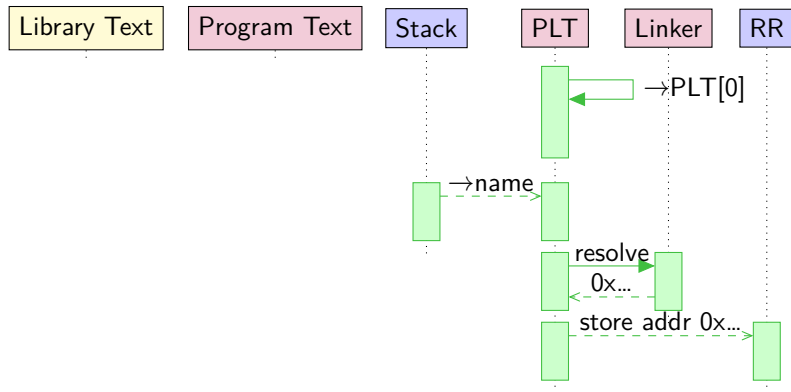 Library Text
Program Text
Stack
PLT
Linker
RR
→PLT[0]
→name
resolve
0x...
store addr 0x...